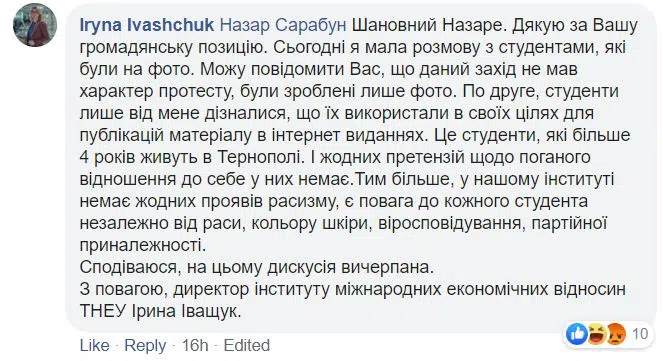 Iryna Ivashchuk Назар Сарабун Шановний Назаре. Дякую за Вашу
громадянську позицію. Сьогодні я мала розмову з студентами, які
були на фото. Можу повідомити Вас, що даний захід не мав
характер протесту, були зроблені лише фото. По друге, студенти
лише від мене дізналися, що їх використали в своїх цілях для
публікацій матеріалу в інтернет виданнях. Це студенти, які більше
4 років живуть в Тернополі. І жодних претензій щодо поганого
відношення до себе у них немає.Тим більше, у нашому інституті
немає жодних проявів расизму, є повага до кожного студента
незалежно від раси, кольору шкіри, віросповідування, партійної
приналежності.
Сподіваюся, на цьому дискусія вичерпана.
З повагою, директор інституту міжнародних економічних відносин
ТНЕУ Ірина Іващук.
10
Like · Reply · 16h · Edited